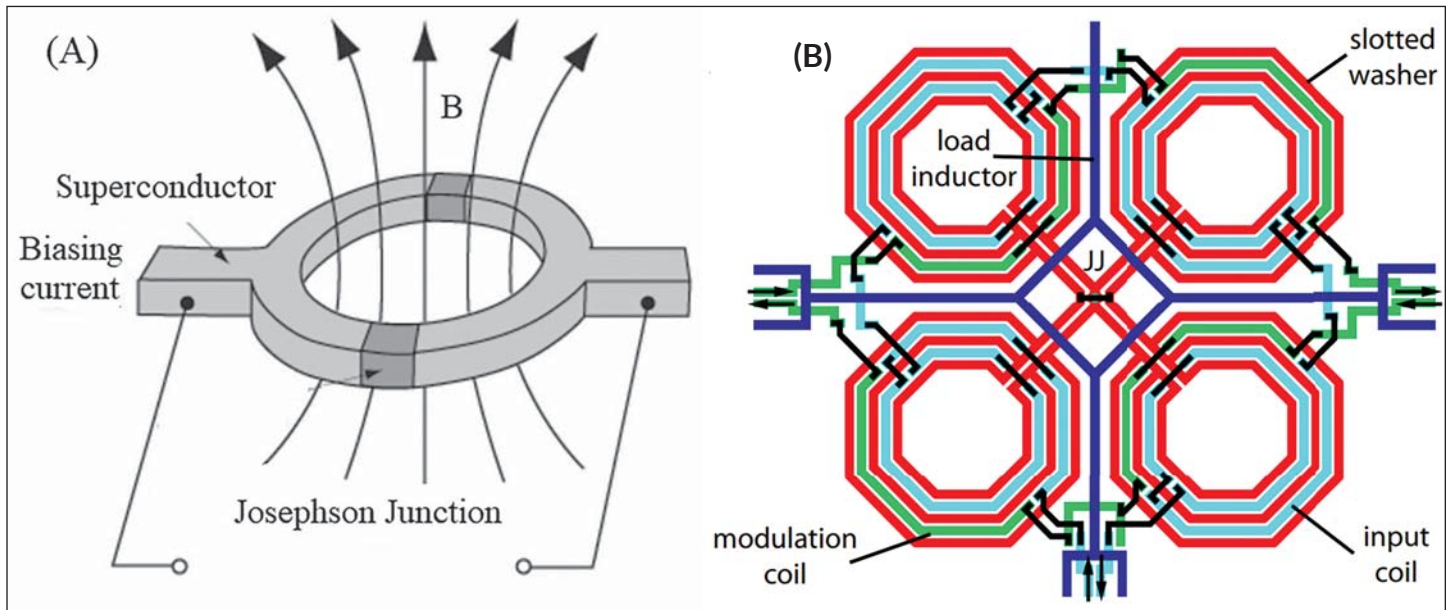 (A)
B
Superconductor
Biasing
current
Josephson Junction
(B)
slotted
washer
load
inductor
JJ
modulation
coil
input
coil